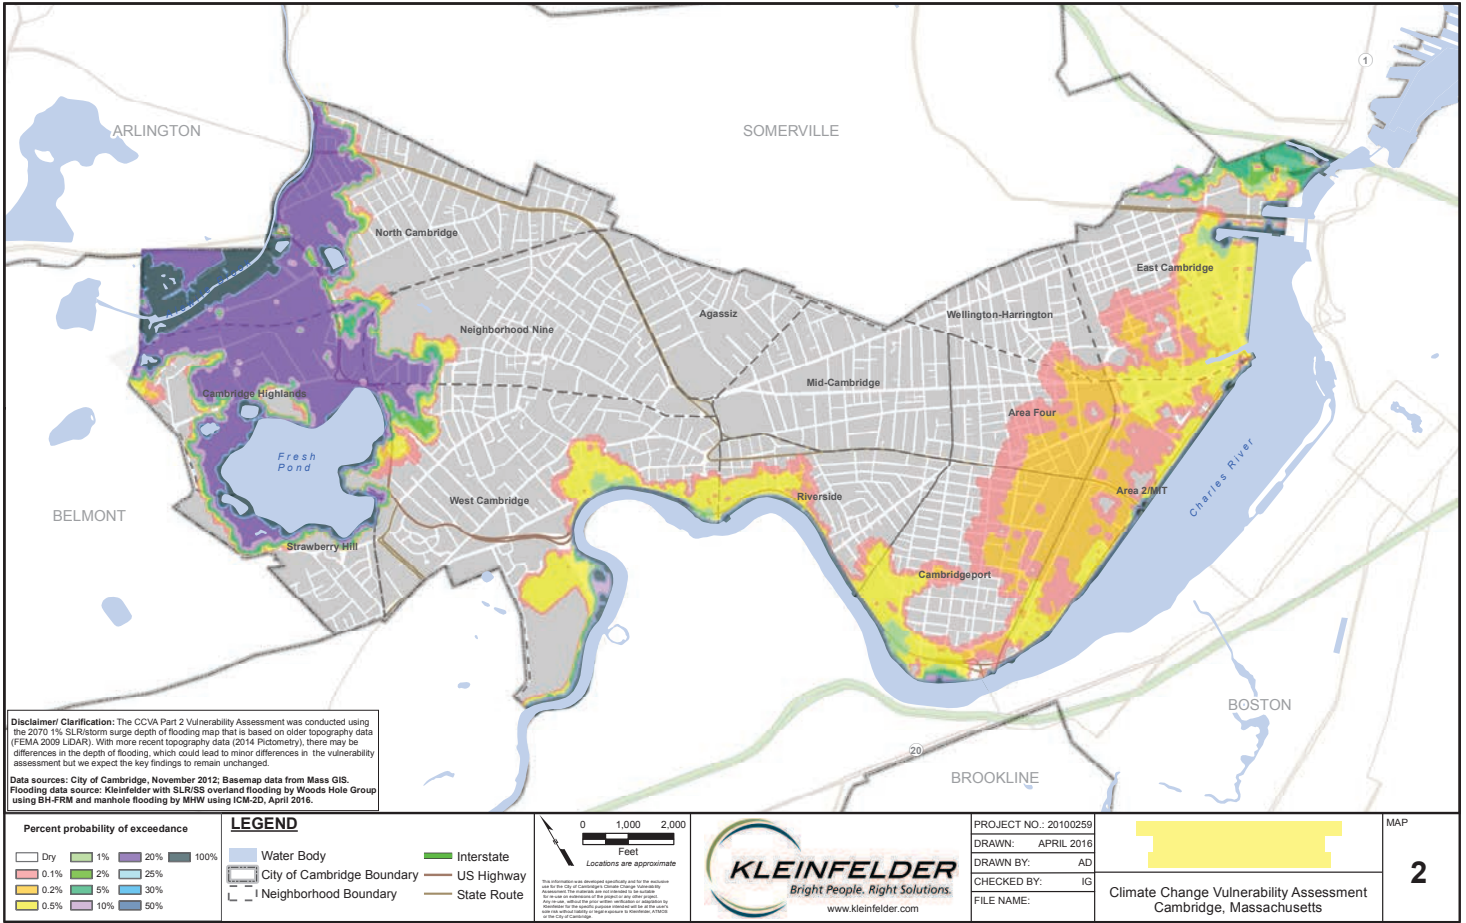 1
ARLINGTON
SOMERVILLE
North Cambridge
East Cambridge
Agassiz
Wellington-Harrington
Neighborhood Nine
Mid-Cambridge
Cambridge Highlands
Area Four
Fresh
Pond
Charles River
Area 2/MIT
West Cambridge
Riverside
BELMONT
Strawberry Hill
Cambridgeport
BOSTON
20
BROOKLINE
Disclaimer/ Clarification: The CCVA Part 2 Vulnerability Assessment was conducted using
the 2070 1% SLR/storm surge depth of flooding map that is based on older topography data
(FEMA 2009 LiDAR). With more recent topography data (2014 Pictometry), there may be
differences in the depth of flooding, which could lead to minor differences in the vulnerability
assessment but we expect the key findings to remain unchanged.
Data sources: City of Cambridge, November 2012; Basemap data from Mass GIS.
Flooding data source: Kleinfelder with SLR/SS overland flooding by Woods Hole Group
using BH-FRM and manhole flooding by MHW using ICM-2D, April 2016.
Percent probability of exceedance
Dry 1% 20% 100%
0.1% 2% 25%
0.2% 5% 30%
0.5% 10% 50%
LEGEND
Water Body
City of Cambridge Boundary
Neighborhood Boundary
Interstate
US Highway
State Route
0 1,000 2,000
Feet
Locations are approximate
KLEINFELDER
Bright People. Right Solutions.
www.kleinfelder.com
PROJECT NO.: 20100259
DRAWN: APRIL 2016
DRAWN BY: AD
CHECKED BY: IG
FILE NAME:
Climate Change Vulnerability Assessment
Cambridge, Massachusetts
MAP
2